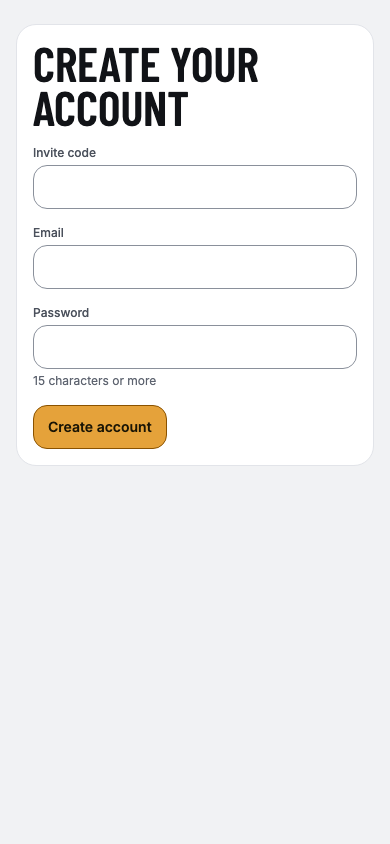 CREATE YOUR
ACCOUNT
Invite code
Email
Password
15 characters or more
Create account